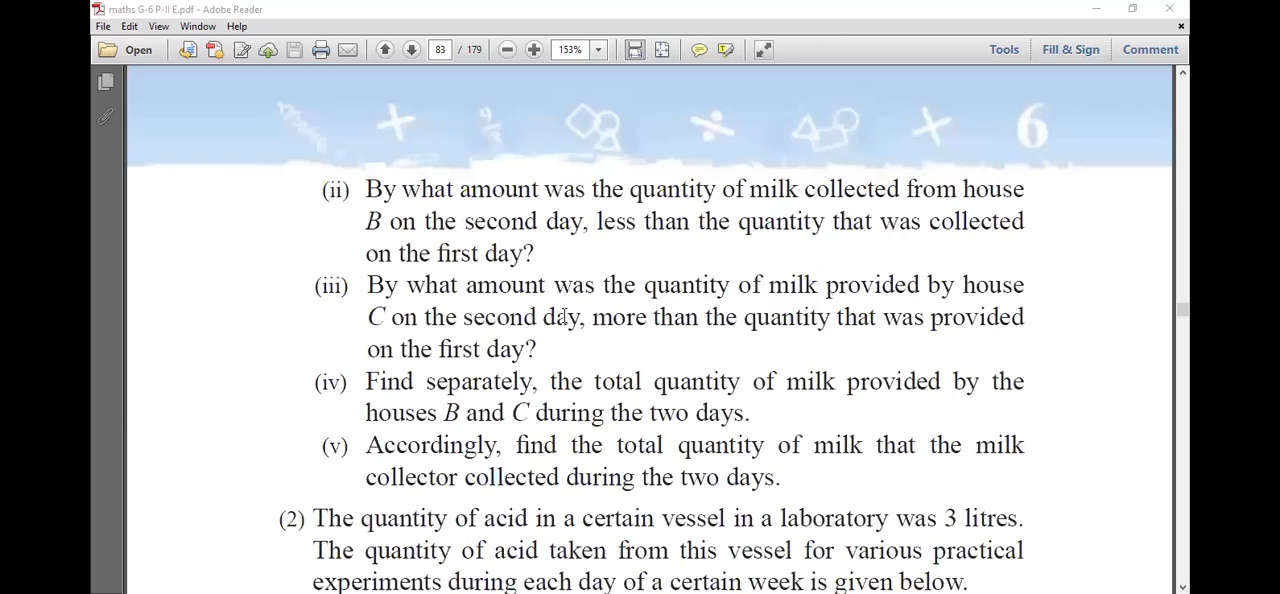 maths G-6 P-II E.pdf - Adobe Reader
File Edit View Window Help
Open 83 / 179 153% Tools Fill & Sign Comment
6
(ii) By what amount was the quantity of milk collected from house
B on the second day, less than the quantity that was collected
on the first day?
(iii) By what amount was the quantity of milk provided by house
C on the second day, more than the quantity that was provided
on the first day?
(iv) Find separately, the total quantity of milk provided by the
houses B and C during the two days.
(v) Accordingly, find the total quantity of milk that the milk
collector collected during the two days.
(2) The quantity of acid in a certain vessel in a laboratory was 3 litres.
The quantity of acid taken from this vessel for various practical
experiments during each day of a certain week is given below.